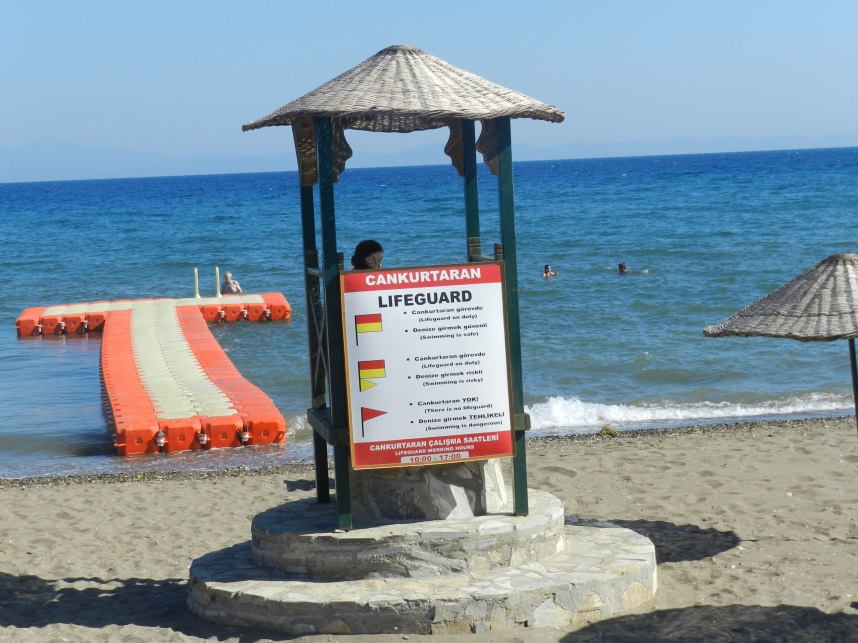 CANKURTARAN
LIFEGUARD
• Cankurtaran görevde
(Lifeguard on duty)
• Denize girmek güvenli
(Swimming is safe)
• Cankurtaran görevde
(Lifeguard on duty)
• Denize girmek riskli
(Swimming is risky)
• Cankurtaran YOK!
(There is no lifguard)
• Denize girmek TEHLİKELİ
(Swimming is dangerous)
CANKURTARAN ÇALIŞMA SAATLERİ
LIFEGUARD WORKING HOURS
10:00 - 17:00